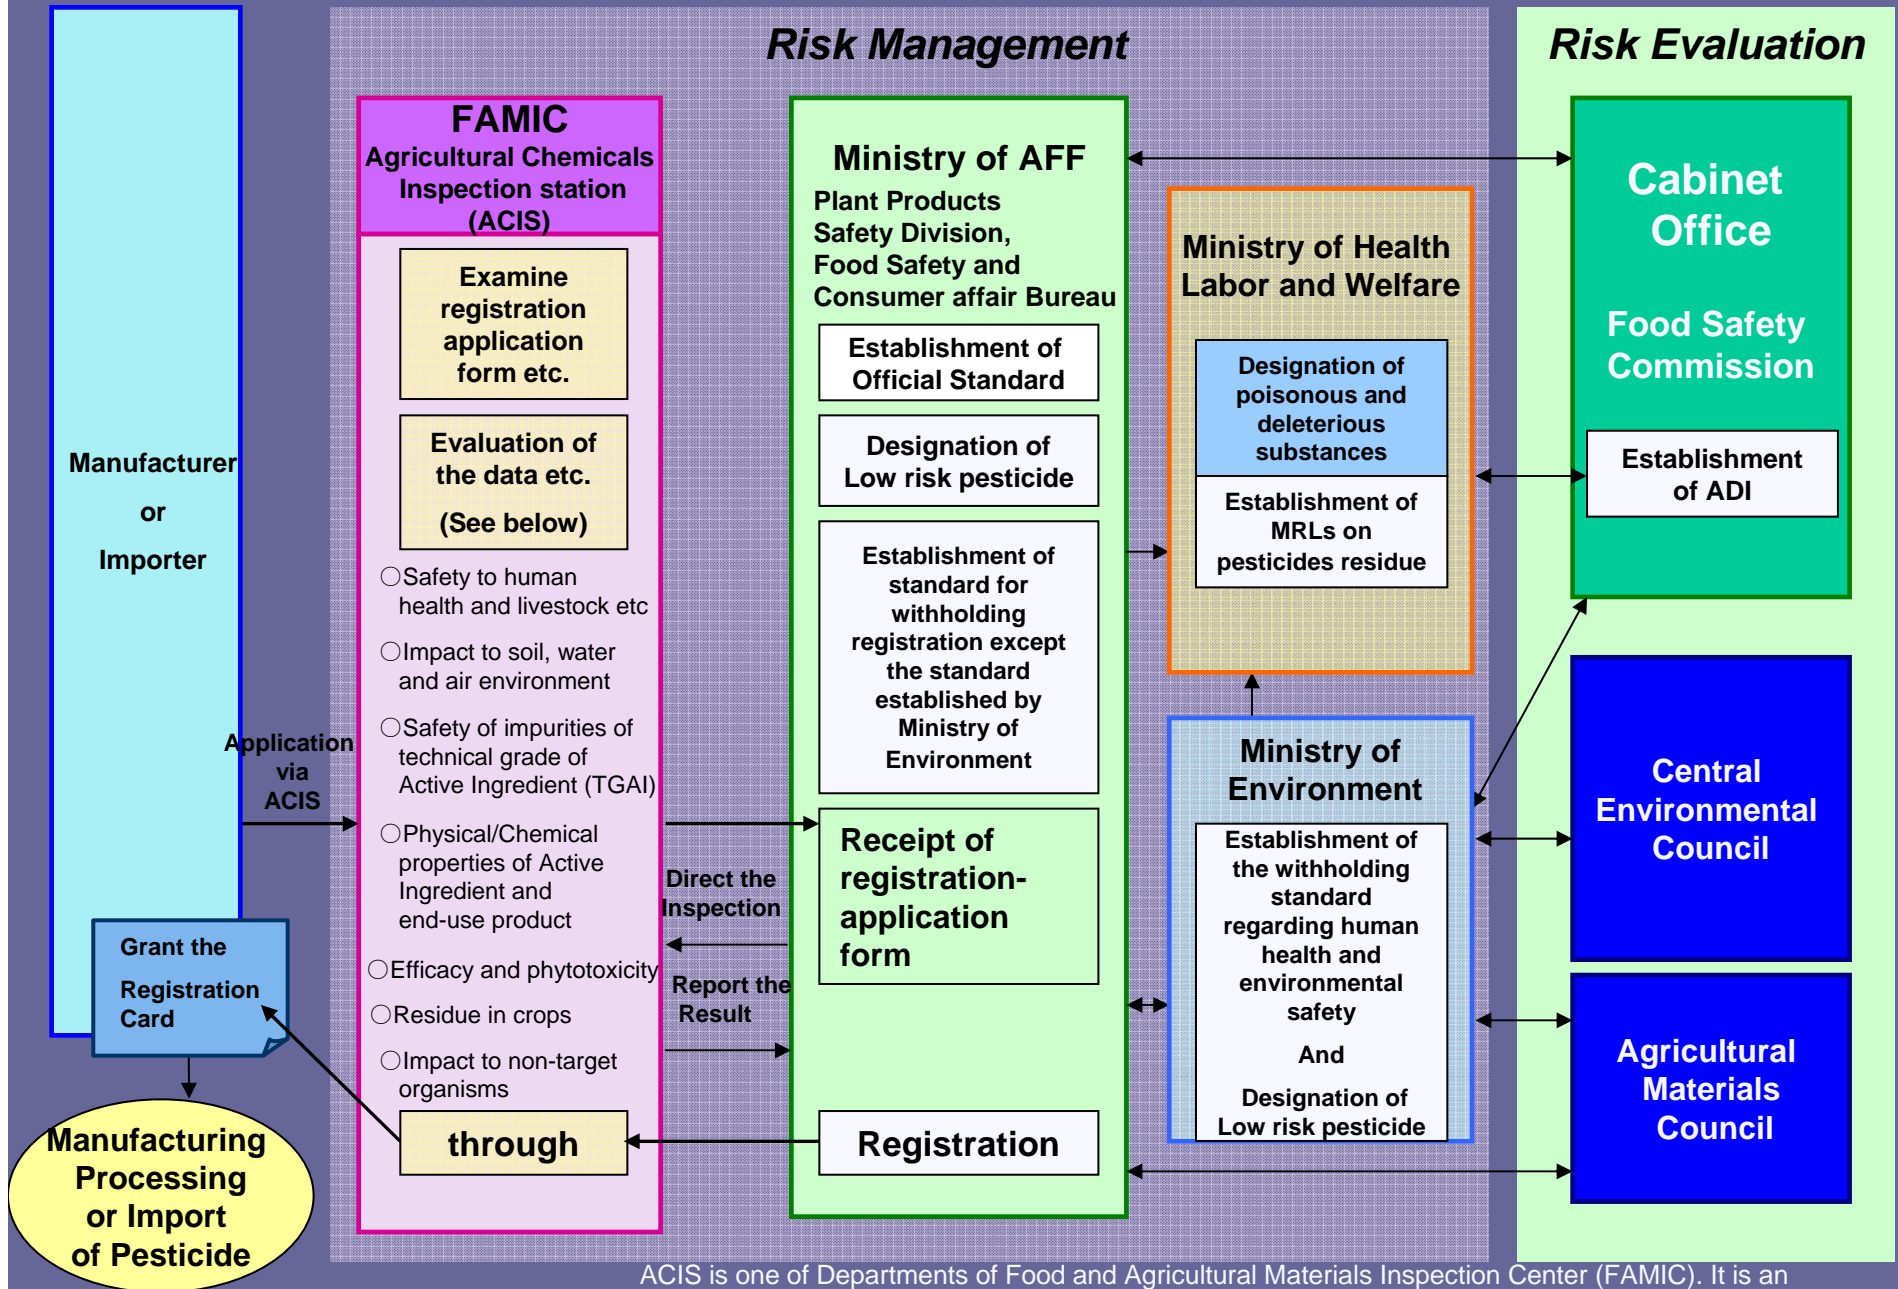 Risk Management
Risk Evaluation
Manufacturer
or
Importer
Application
via
ACIS
Grant the
Registration
Card
Manufacturing
Processing
or Import
of Pesticide
FAMIC
Agricultural Chemicals
Inspection station
(ACIS)
Examine
registration
application
form etc.
Evaluation of
the data etc.
(See below)
○Safety to human
health and livestock etc
○Impact to soil, water
and air environment
○Safety of impurities of
technical grade of
Active Ingredient (TGAI)
○Physical/Chemical
properties of Active
Ingredient and
end-use product
○Efficacy and phytotoxicity
○Residue in crops
○Impact to non-target
organisms
through
Direct the
Inspection
Report the
Result
Ministry of AFF
Plant Products
Safety Division,
Food Safety and
Consumer affair Bureau
Establishment of
Official Standard
Designation of
Low risk pesticide
Establishment of
standard for
withholding
registration except
the standard
established by
Ministry of
Environment
Receipt of
registration-
application
form
Registration
Ministry of Health
Labor and Welfare
Designation of
poisonous and
deleterious
substances
Establishment of
MRLs on
pesticides residue
Ministry of
Environment
Establishment of
the withholding
standard
regarding human
health and
environmental
safety
And
Designation of
Low risk pesticide
Cabinet
Office
Food Safety
Commission
Establishment
of ADI
Central
Environmental
Council
Agricultural
Materials
Council
ACIS is one of Departments of Food and Agricultural Materials Inspection Center (FAMIC). It is an